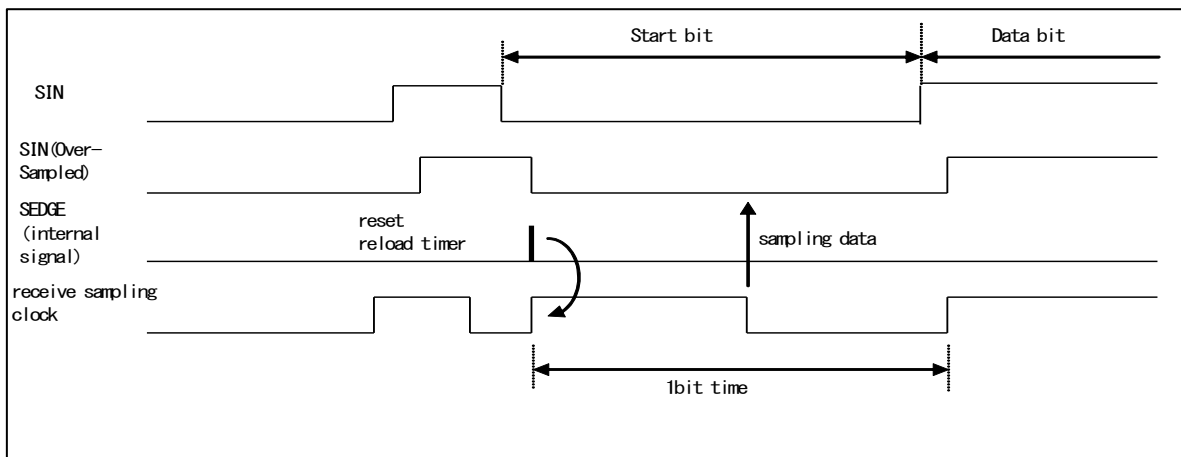 Start bit
Data bit
SIN
SIN(Over-
Sampled)
SEDGE
(internal
signal)
reset
reload timer
sampling data
receive sampling
clock
1bit time